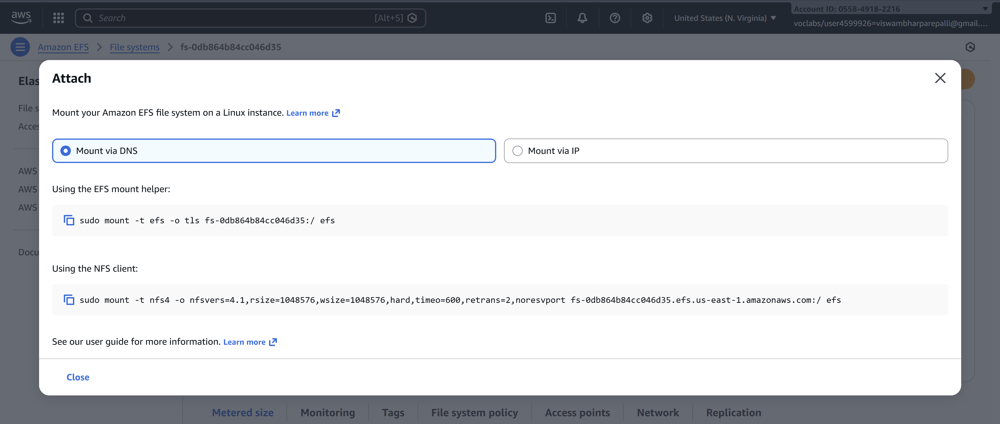 aws
Search [Alt+S]
United States (N. Virginia)
Account ID: 0558-4918-2216
voclabs/user4599926=viswambharparepalli@gmail....
Amazon EFS File systems fs-0db864b84cc046d35
Elas
File s
Acces
AWS
AWS
AWS
Docu
Attach
Mount your Amazon EFS file system on a Linux instance. Learn more
Mount via DNS
Mount via IP
Using the EFS mount helper:
sudo mount -t efs -o tls fs-0db864b84cc046d35:/ efs
Using the NFS client:
sudo mount -t nfs4 -o nfsvers=4.1,rsize=1048576,wsize=1048576,hard,timeo=600,retrans=2,noresvport fs-0db864b84cc046d35.efs.us-east-1.amazonaws.com:/ efs
See our user guide for more information. Learn more
Close
Metered size Monitoring Tags File system policy Access points Network Replication